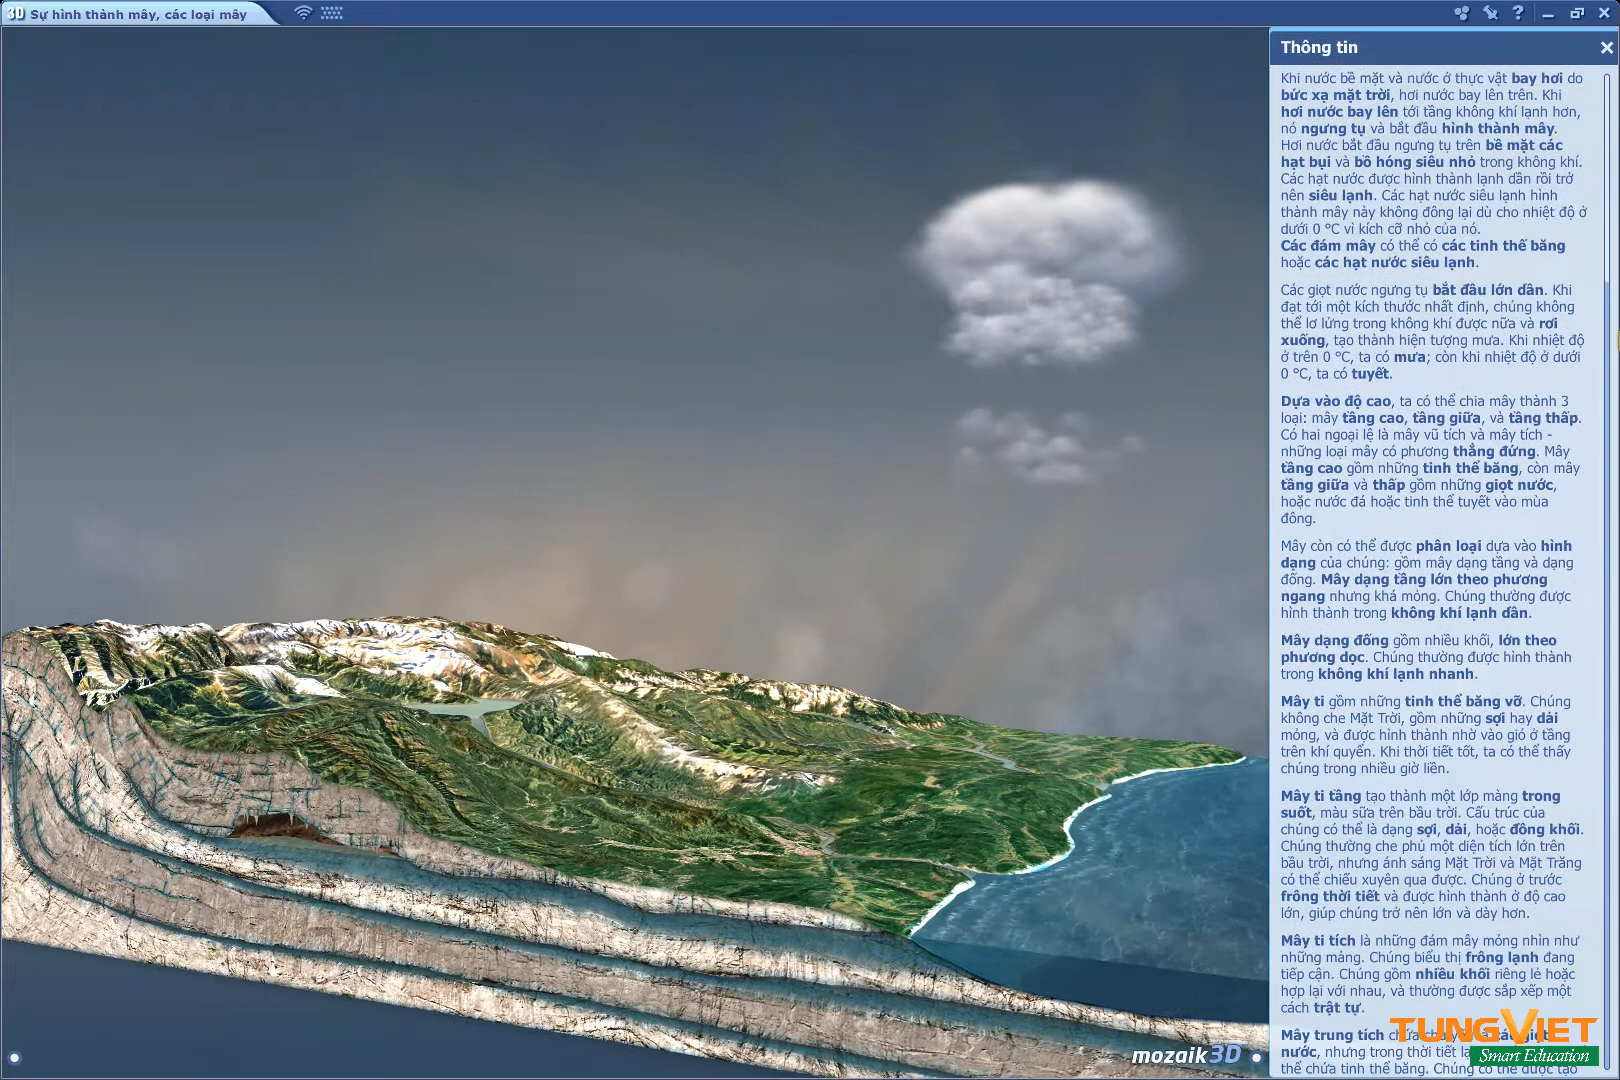 3D Sự hình thành mây, các loại mây
?
Thông tin
Khi nước bề mặt và nước ở thực vật bay hơi do
bức xạ mặt trời, hơi nước bay lên trên. Khi
hơi nước bay lên tới tầng không khí lạnh hơn,
nó ngưng tụ và bắt đầu hình thành mây.
Hơi nước bắt đầu ngưng tụ trên bề mặt các
hạt bụi và bồ hóng siêu nhỏ trong không khí.
Các hạt nước được hình thành lạnh dần rồi trở
nên siêu lạnh. Các hạt nước siêu lạnh hình
thành mây này không đông lại dù cho nhiệt độ ở
dưới 0 °C vì kích cỡ nhỏ của nó.
Các đám mây có thể có các tinh thể băng
hoặc các hạt nước siêu lạnh.
Các giọt nước ngưng tụ bắt đầu lớn dần. Khi
đạt tới một kích thước nhất định, chúng không
thể lơ lửng trong không khí được nữa và rơi
xuống, tạo thành hiện tượng mưa. Khi nhiệt độ
ở trên 0 °C, ta có mưa; còn khi nhiệt độ ở dưới
0 °C, ta có tuyết.
Dựa vào độ cao, ta có thể chia mây thành 3
loại: mây tầng cao, tầng giữa, và tầng thấp.
Có hai ngoại lệ là mây vũ tích và mây tích -
những loại mây có phương thẳng đứng. Mây
tầng cao gồm những tinh thể băng, còn mây
tầng giữa và thấp gồm những giọt nước,
hoặc nước đá hoặc tinh thể tuyết vào mùa
đông.
Mây còn có thể được phân loại dựa vào hình
dạng của chúng: gồm mây dạng tầng và dạng
đống. Mây dạng tầng lớn theo phương
ngang nhưng khá mỏng. Chúng thường được
hình thành trong không khí lạnh dần.
Mây dạng đống gồm nhiều khối, lớn theo
phương dọc. Chúng thường được hình thành
trong không khí lạnh nhanh.
Mây ti gồm những tinh thể băng vỡ. Chúng
không che Mặt Trời, gồm những sợi hay dải
mỏng, và được hình thành nhờ vào gió ở tầng
trên khí quyển. Khi thời tiết tốt, ta có thể thấy
chúng trong nhiều giờ liền.
Mây ti tầng tạo thành một lớp màng trong
suốt, màu sữa trên bầu trời. Cấu trúc của
chúng có thể là dạng sợi, dải, hoặc đồng khối.
Chúng thường che phủ một diện tích lớn trên
bầu trời, nhưng ánh sáng Mặt Trời và Mặt Trăng
có thể chiếu xuyên qua được. Chúng ở trước
frông thời tiết và được hình thành ở độ cao
lớn, giúp chúng trở nên lớn và dày hơn.
Mây ti tích là những đám mây mỏng nhìn như
những mảng. Chúng biểu thị frông lạnh đang
tiếp cận. Chúng gồm nhiều khối riêng lẻ hoặc
hợp lại với nhau, và thường được sắp xếp một
cách trật tự.
Mây trung tích
nước, nhưng trong thời tiết
thể chứa tinh thể băng. Chúng có thể được tạo
mozaik3D
TUNGVIET
Smart Education